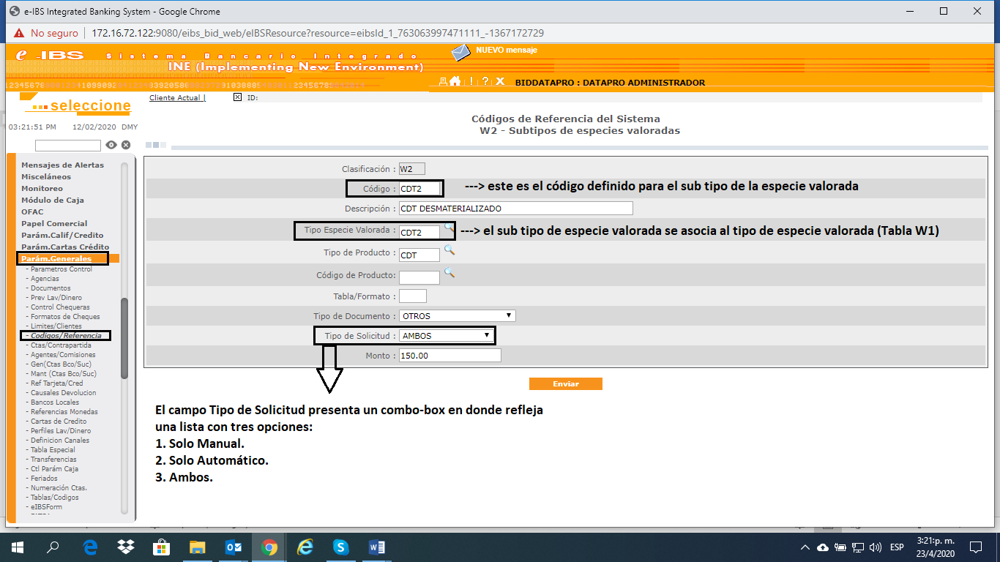 e-IBS Integrated Banking System - Google Chrome
No seguro | 172.16.72.122:9080/eibs_bid_web/eIBSResource?resource=eibsId_1_763063997471111_-1367172729
e-IBS Sistema Bancario Integrado
INE (Implementing New Environment)
NUEVO mensaje
! ? X BIDDATAPRO : DATAPRO ADMINISTRADOR
seleccione
Cliente Actual | ID:
03:21:51 PM 12/02/2020 DMY
Códigos de Referencia del Sistema
W2 - Subtipos de especies valoradas
Mensajes de Alertas
Misceláneos
Monitoreo
Módulo de Caja
OFAC
Papel Comercial
Parám.Calif/Credito
Parám.Cartas Crédito
Parám.Generales
- Parametros Control
- Agencias
- Documentos
- Prev Lav/Dinero
- Control Chequeras
- Formatos de Cheques
- Limites/Clientes
- Codigos/Referencia
- Ctas/Contrapartida
- Agentes/Comisiones
- Gen(Ctas Bco/Suc)
- Mant (Ctas Bco/Suc)
- Ref Tarjeta/Cred
- Causales Devolucion
- Bancos Locales
- Referencias Monedas
- Cartas de Credito
- Perfiles Lav/Dinero
- Definicion Canales
- Tabla Especial
- Transferencias
- Ctl Parám Caja
- Feriados
- Numeración Ctas.
- Tablas/Codigos
- eIBSForm
Clasificación : W2
Código : CDT2 ---> este es el código definido para el sub tipo de la especie valorada
Descripción : CDT DESMATERIALIZADO
Tipo Especie Valorada : CDT2 ---> el sub tipo de especie valorada se asocia al tipo de especie valorada (Tabla W1)
Tipo de Producto : CDT
Código de Producto:
Tabla/Formato :
Tipo de Documento : OTROS
Tipo de Solicitud : AMBOS
Monto : 150.00
Enviar
El campo Tipo de Solicitud presenta un combo-box en donde refleja
una lista con tres opciones:
1. Solo Manual.
2. Solo Automático.
3. Ambos.
ESP
3:21:p. m.
23/4/2020